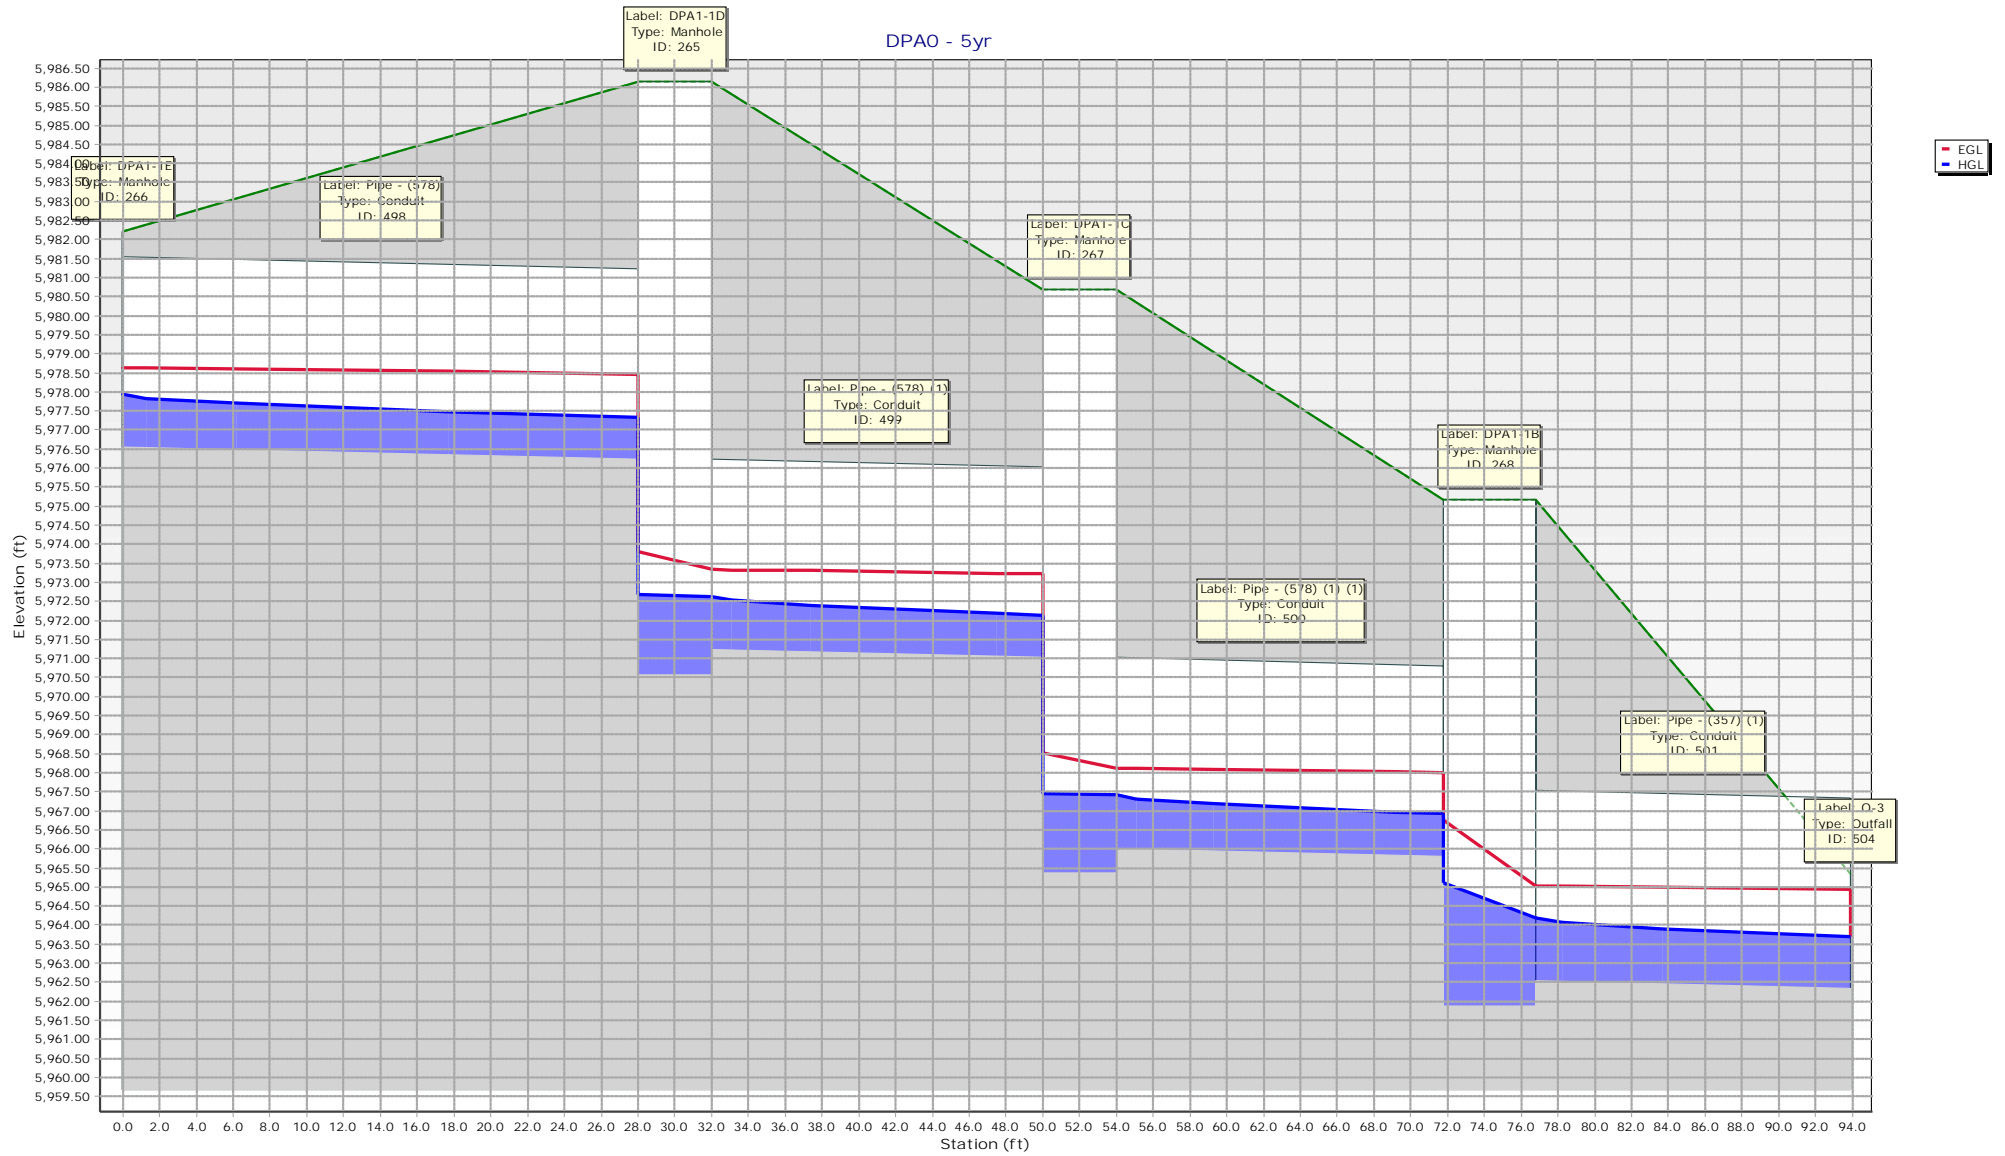 Label: DPA1-1D
Type: Manhole
ID: 265
DPA0 - 5yr
5,986.50
5,986.00
5,985.50
5,985.00
5,984.50
5,984.00
5,983.50
5,983.00
5,982.50
5,982.00
5,981.50
5,981.00
5,980.50
5,980.00
5,979.50
5,979.00
5,978.50
5,978.00
5,977.50
5,977.00
5,976.50
5,976.00
5,975.50
5,975.00
5,974.50
5,974.00
5,973.50
5,973.00
5,972.50
5,972.00
5,971.50
5,971.00
5,970.50
5,970.00
5,969.50
5,969.00
5,968.50
5,968.00
5,967.50
5,967.00
5,966.50
5,966.00
5,965.50
5,965.00
5,964.50
5,964.00
5,963.50
5,963.00
5,962.50
5,962.00
5,961.50
5,961.00
5,960.50
5,960.00
5,959.50
Elevation (ft)
Label: DPA1-1E
Type: Manhole
ID: 266
Label: Pipe - (578)
Type: Conduit
ID: 498
Label: DPA1-1C
Type: Manhole
ID: 267
Label: Pipe - (578) (1)
Type: Conduit
ID: 499
Label: DPA1-1B
Type: Manhole
ID: 268
Label: Pipe - (578) (1) (1)
Type: Conduit
ID: 500
Label: Pipe - (357) (1)
Type: Conduit
ID: 501
Label: O-3
Type: Outfall
ID: 504
EGL
HGL
0.0 2.0 4.0 6.0 8.0 10.0 12.0 14.0 16.0 18.0 20.0 22.0 24.0 26.0 28.0 30.0 32.0 34.0 36.0 38.0 40.0 42.0 44.0 46.0 48.0 50.0 52.0 54.0 56.0 58.0 60.0 62.0 64.0 66.0 68.0 70.0 72.0 74.0 76.0 78.0 80.0 82.0 84.0 86.0 88.0 90.0 92.0 94.0
Station (ft)